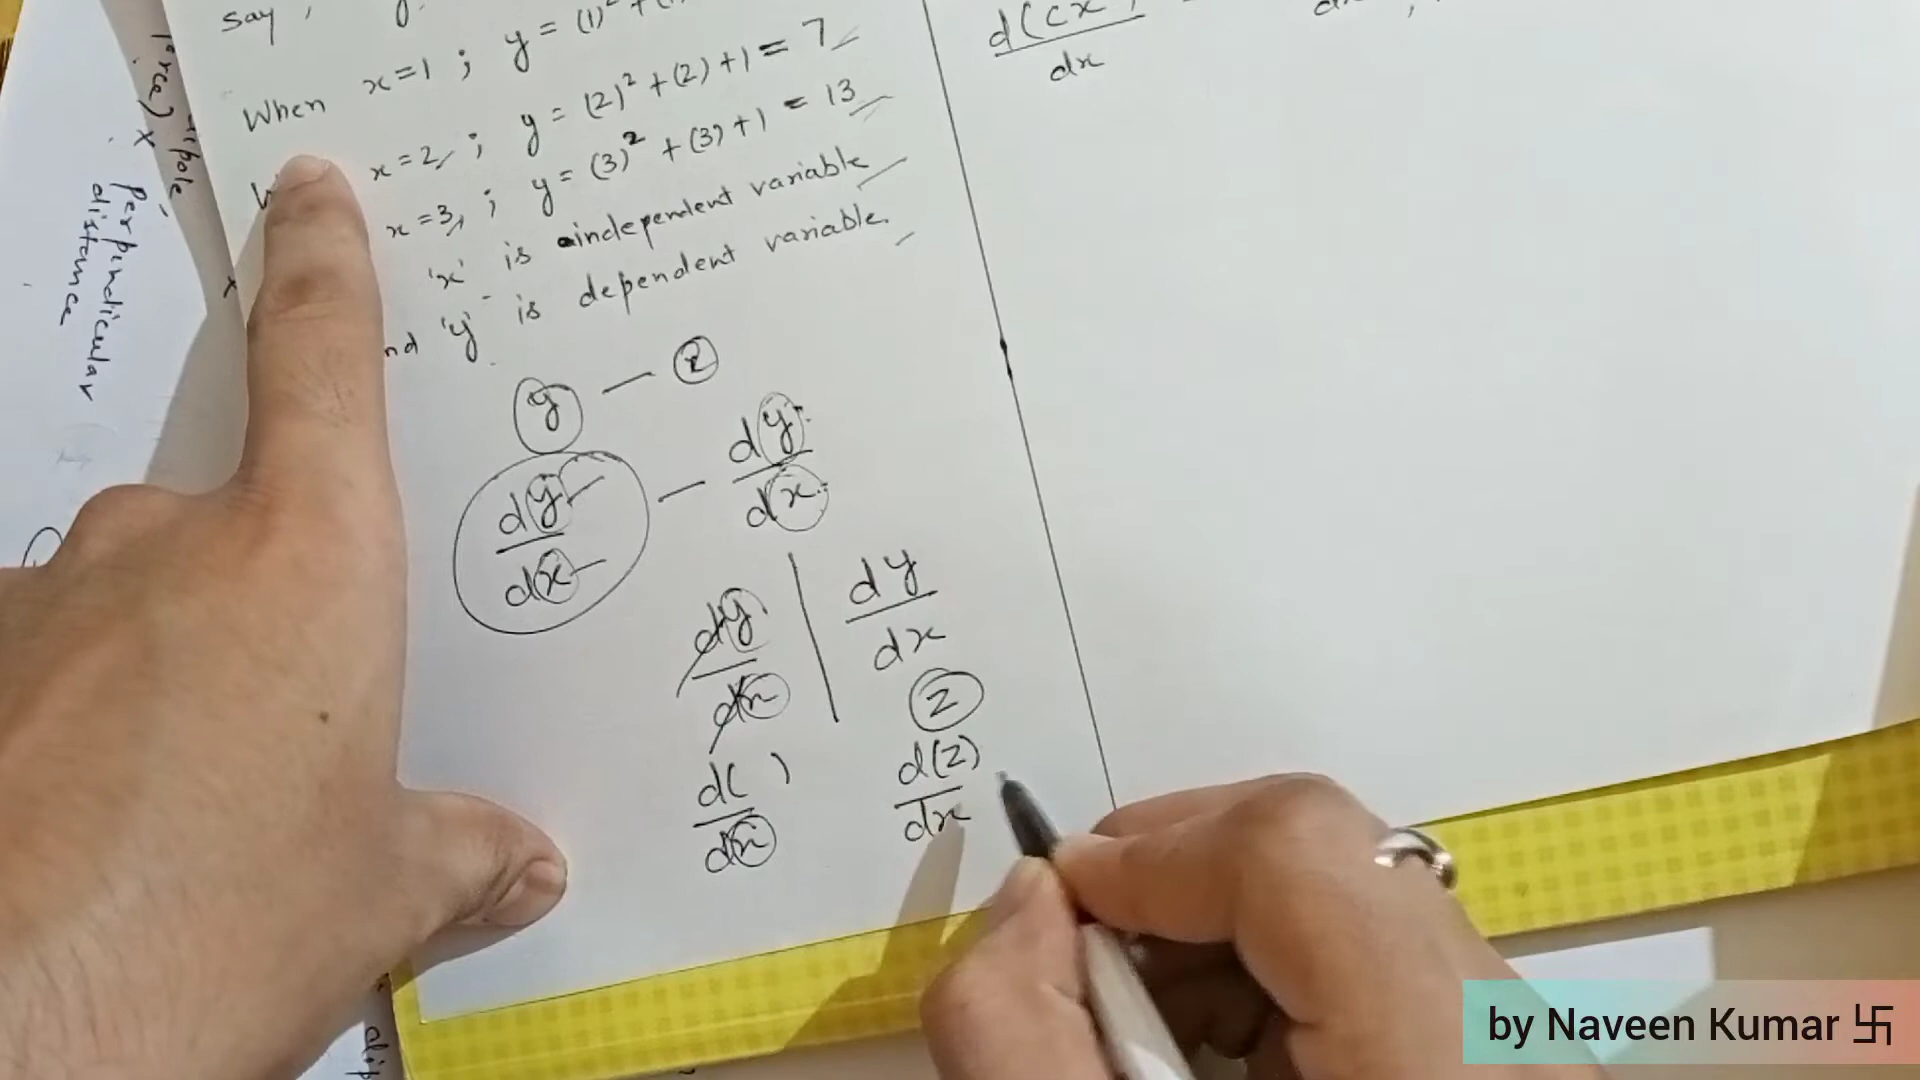 say, y
x=1 ; y = (1)² +
When x=2 ; y = (2)² + (2) + 1 = 7
x=3 ; y = (3)² + (3) + 1 = 13
'x' is independent variable
nd 'y' is dependent variable.
y — x
dy/dx — dy/dx
dy/dx | dy/dx
z
d( )/dx d(z)/dx
d(cx
dx
Perpendicular
distance
by Naveen Kumar 卐